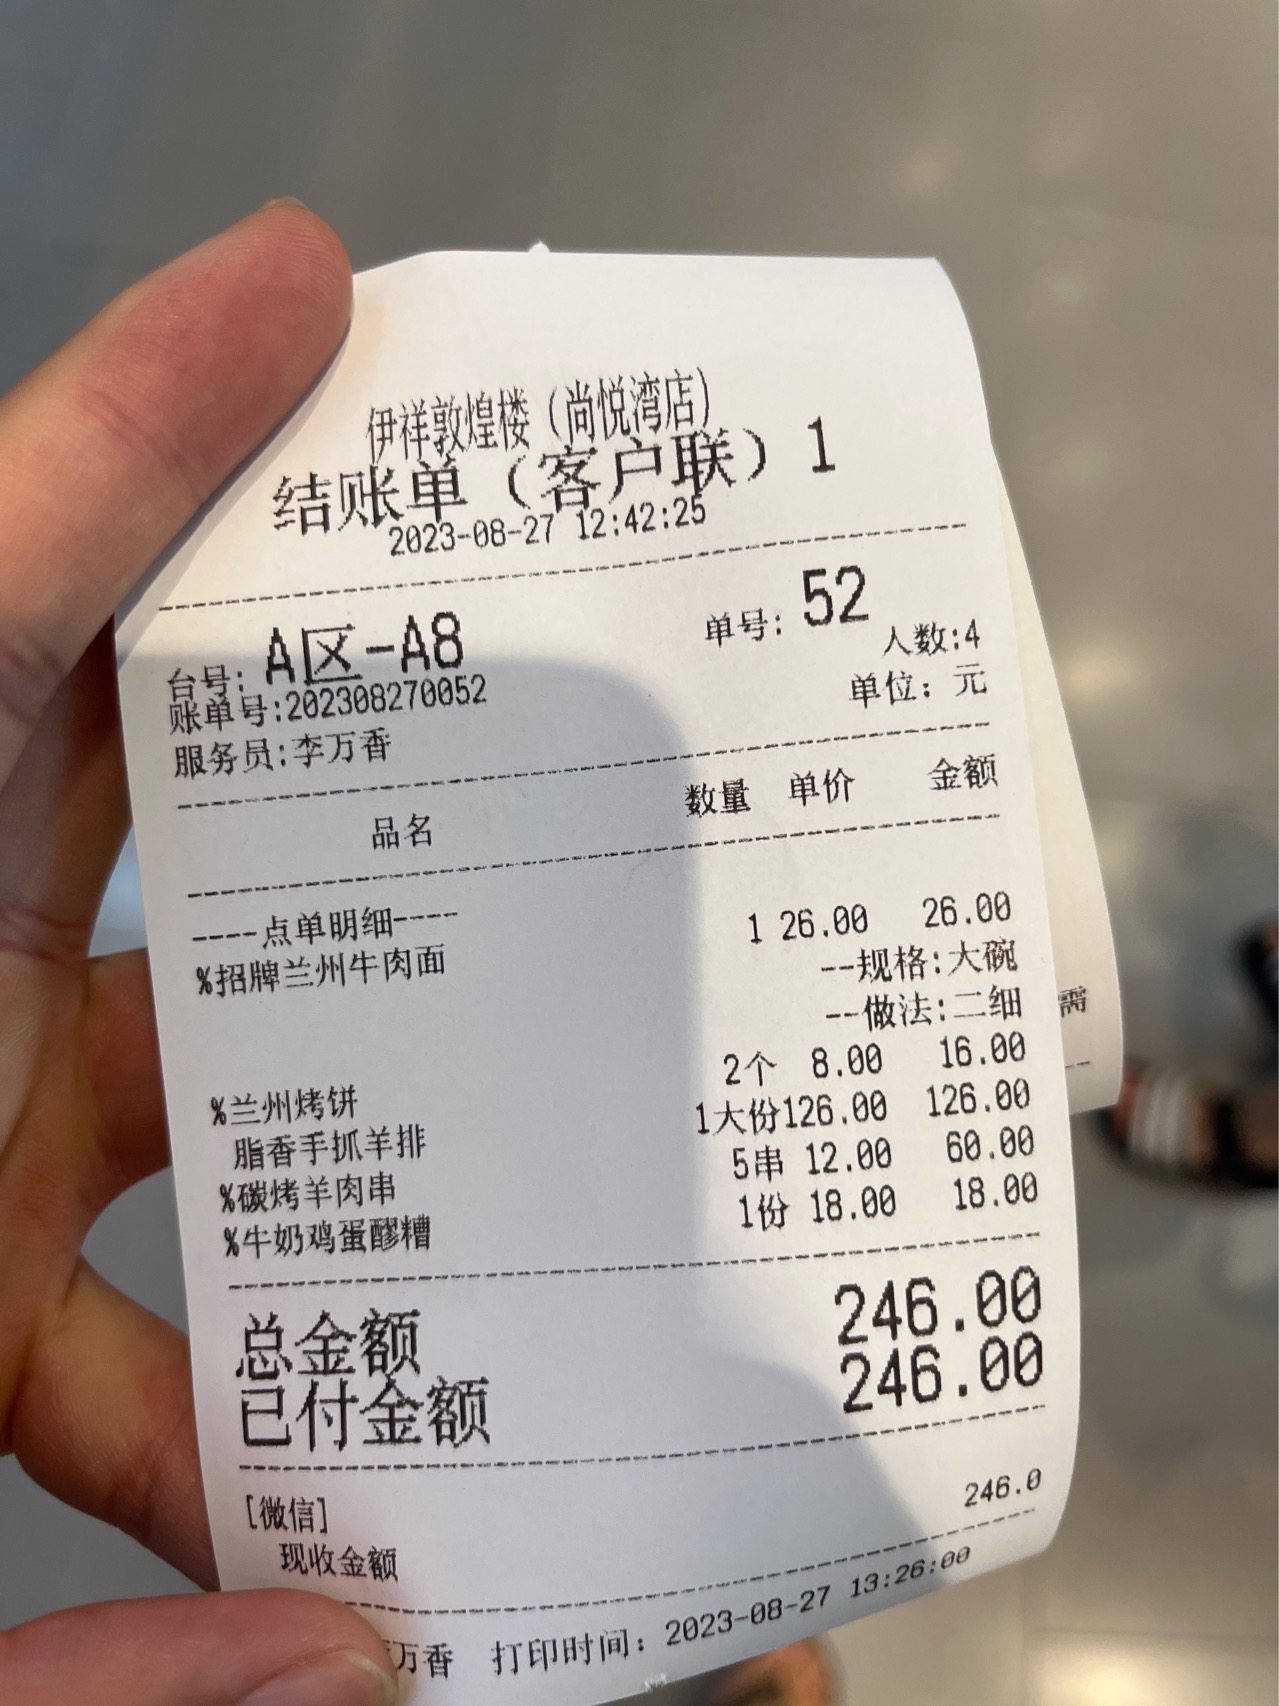 伊祥敦煌楼（尚悦湾店）
结账单（客户联）1
2023-08-27 12:42:25
台号: A区-A8 单号: 52
账单号:202308270052 人数:4
服务员:李万香 单位: 元
品名 数量 单价 金额
----点单明细----
%招牌兰州牛肉面 1 26.00 26.00
--规格:大碗
--做法:二细
%兰州烤饼 2个 8.00 16.00
脂香手抓羊排 1大份126.00 126.00
%碳烤羊肉串 5串 12.00 60.00
%牛奶鸡蛋醪糟 1份 18.00 18.00
总金额 246.00
已付金额 246.00
[微信]
现收金额 246.0
万香 打印时间: 2023-08-27 13:26:00
需